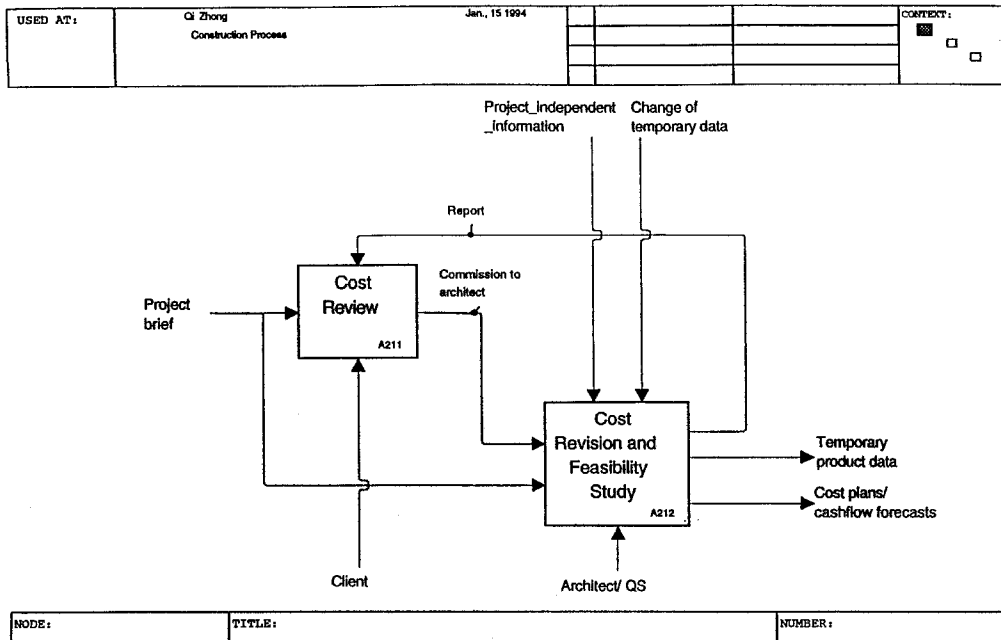 USED AT:
Qi Zhong
Jan., 15 1994
Construction Process
CONTEXT:
Project_independent
_information
Change of
temporary data
Report
Cost
Review
A211
Commission to
architect
Project
brief
Cost
Revision and
Feasibility
Study
A212
Temporary
product data
Cost plans/
cashflow forecasts
Client
Architect/ QS
NODE:
TITLE:
NUMBER: